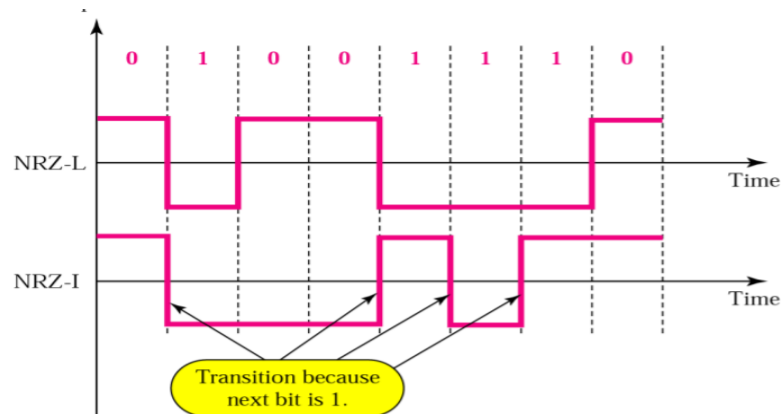 0 1 0 0 1 1 1 0
NRZ-L
Time
NRZ-I
Time
Transition because
next bit is 1.